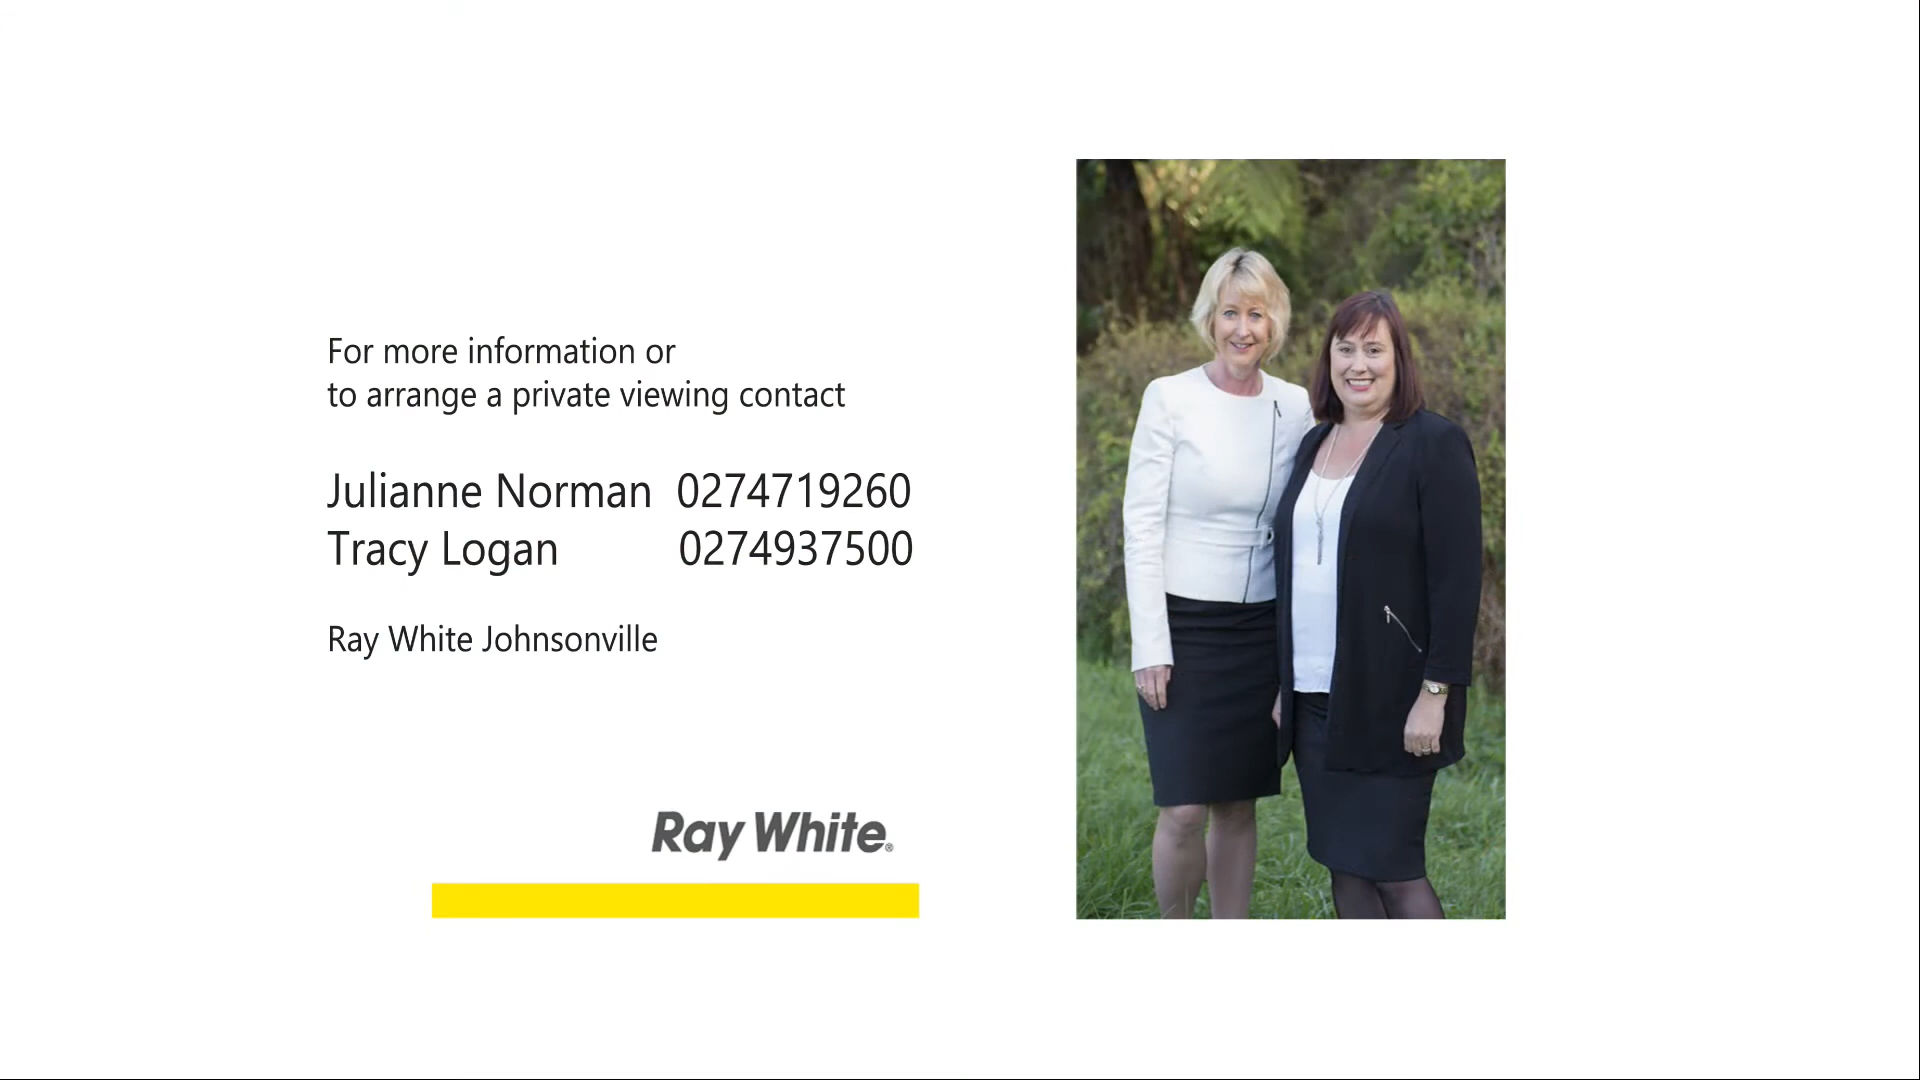 For more information or
to arrange a private viewing contact
Julianne Norman 0274719260
Tracy Logan 0274937500
Ray White Johnsonville
Ray White®